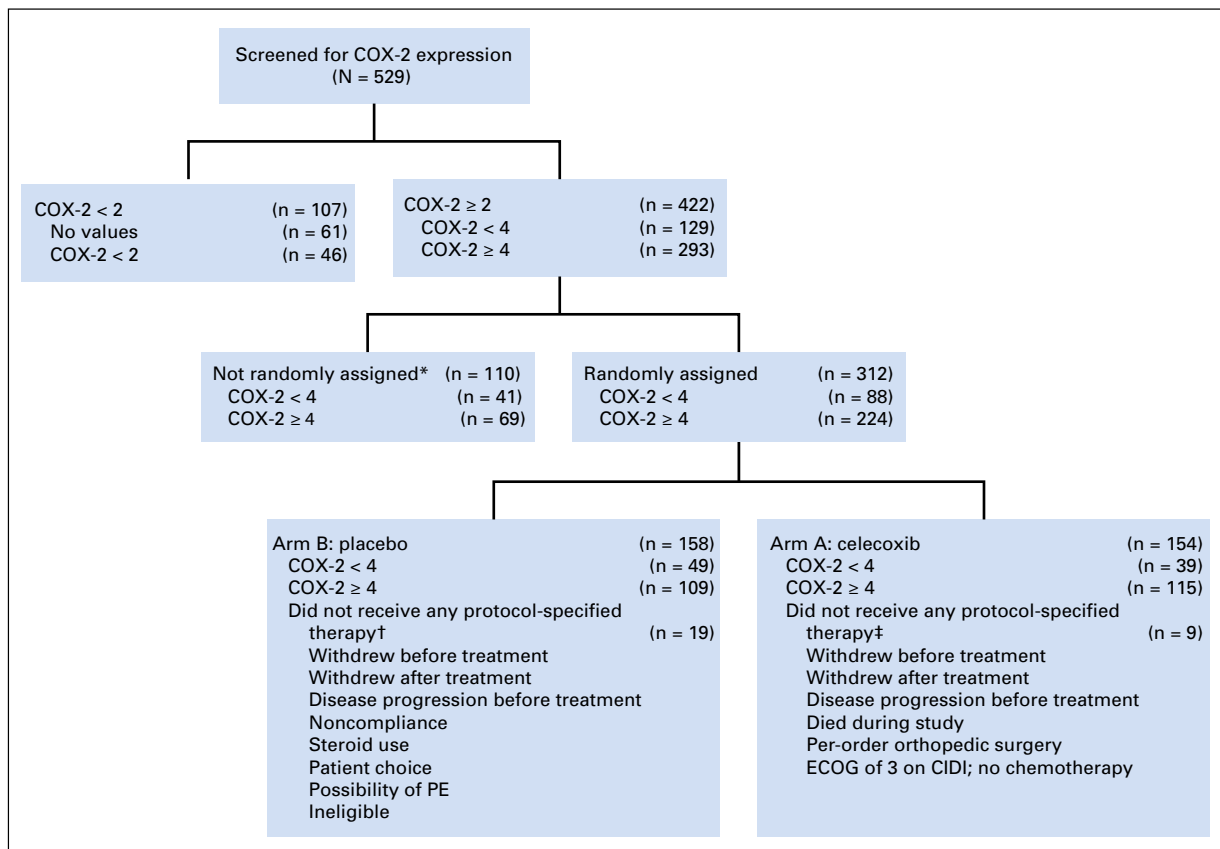 Screened for COX-2 expression
(N = 529)
COX-2 < 2 (n = 107)
No values (n = 61)
COX-2 < 2 (n = 46)
COX-2 ≥ 2 (n = 422)
COX-2 < 4 (n = 129)
COX-2 ≥ 4 (n = 293)
Not randomly assigned* (n = 110)
COX-2 < 4 (n = 41)
COX-2 ≥ 4 (n = 69)
Randomly assigned (n = 312)
COX-2 < 4 (n = 88)
COX-2 ≥ 4 (n = 224)
Arm B: placebo (n = 158)
COX-2 < 4 (n = 49)
COX-2 ≥ 4 (n = 109)
Did not receive any protocol-specified
therapy† (n = 19)
Withdrew before treatment
Withdrew after treatment
Disease progression before treatment
Noncompliance
Steroid use
Patient choice
Possibility of PE
Ineligible
Arm A: celecoxib (n = 154)
COX-2 < 4 (n = 39)
COX-2 ≥ 4 (n = 115)
Did not receive any protocol-specified
therapy‡ (n = 9)
Withdrew before treatment
Withdrew after treatment
Disease progression before treatment
Died during study
Per-order orthopedic surgery
ECOG of 3 on CIDI; no chemotherapy